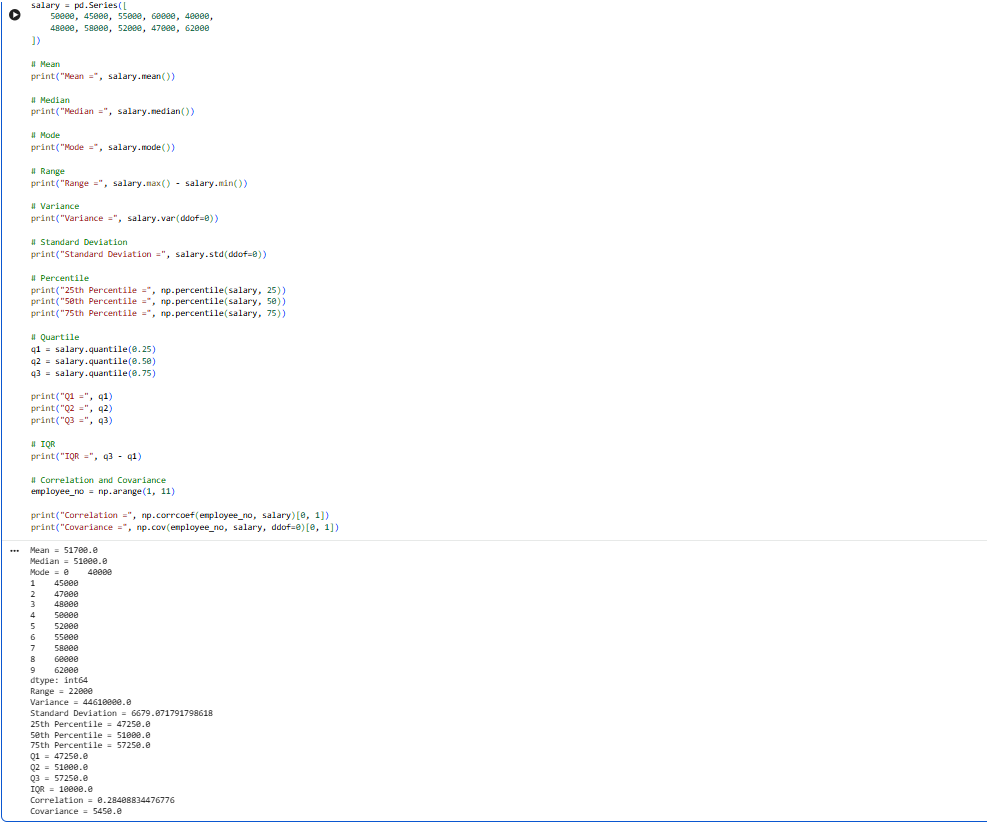 salary = pd.Series([
50000, 45000, 55000, 60000, 40000,
48000, 58000, 52000, 47000, 62000
])
# Mean
print("Mean =", salary.mean())
# Median
print("Median =", salary.median())
# Mode
print("Mode =", salary.mode())
# Range
print("Range =", salary.max() - salary.min())
# Variance
print("Variance =", salary.var(ddof=0))
# Standard Deviation
print("Standard Deviation =", salary.std(ddof=0))
# Percentile
print("25th Percentile =", np.percentile(salary, 25))
print("50th Percentile =", np.percentile(salary, 50))
print("75th Percentile =", np.percentile(salary, 75))
# Quartile
q1 = salary.quantile(0.25)
q2 = salary.quantile(0.50)
q3 = salary.quantile(0.75)
print("Q1 =", q1)
print("Q2 =", q2)
print("Q3 =", q3)
# IQR
print("IQR =", q3 - q1)
# Correlation and Covariance
employee_no = np.arange(1, 11)
print("Correlation =", np.corrcoef(employee_no, salary)[0, 1])
print("Covariance =", np.cov(employee_no, salary, ddof=0)[0, 1])
Mean = 51700.0
Median = 51000.0
Mode = 0    40000
1    45000
2    47000
3    48000
4    50000
5    52000
6    55000
7    58000
8    60000
9    62000
dtype: int64
Range = 22000
Variance = 44610000.0
Standard Deviation = 6679.071791798618
25th Percentile = 47250.0
50th Percentile = 51000.0
75th Percentile = 57250.0
Q1 = 47250.0
Q2 = 51000.0
Q3 = 57250.0
IQR = 10000.0
Correlation = 0.28408834476776
Covariance = 5450.0